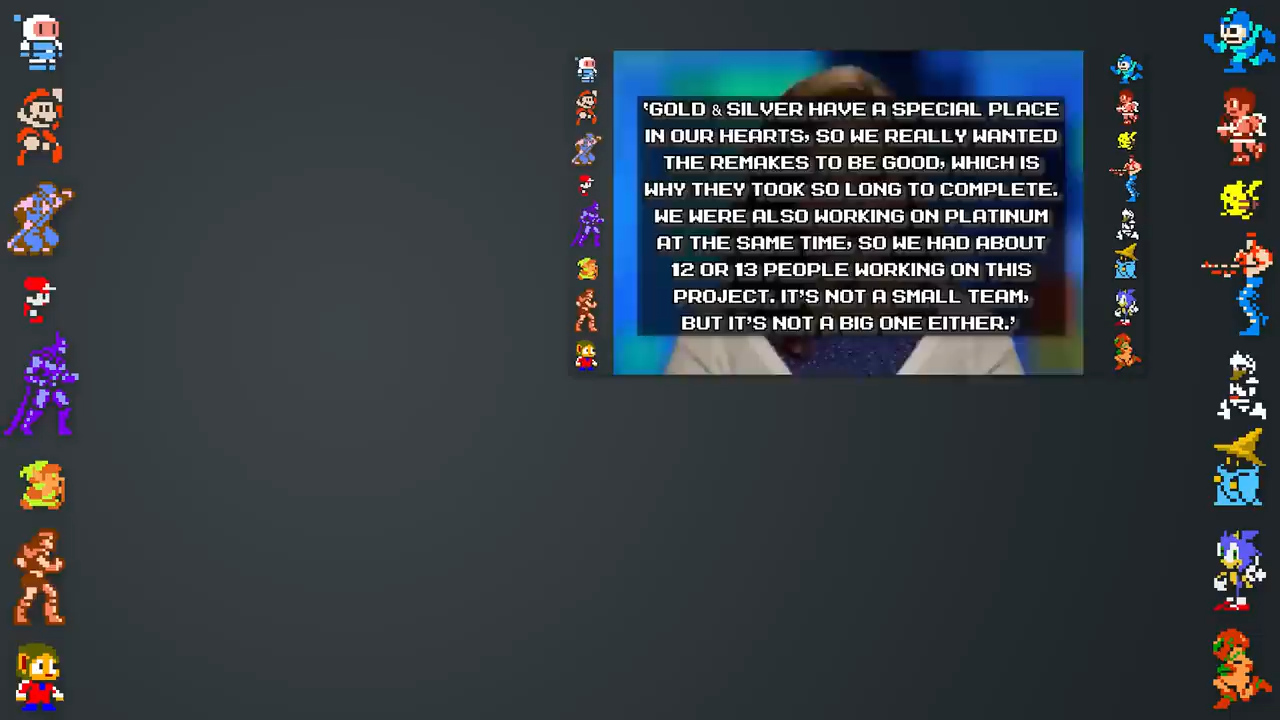 'GOLD & SILVER HAVE A SPECIAL PLACE
IN OUR HEARTS, SO WE REALLY WANTED
THE REMAKES TO BE GOOD, WHICH IS
WHY THEY TOOK SO LONG TO COMPLETE.
WE WERE ALSO WORKING ON PLATINUM
AT THE SAME TIME, SO WE HAD ABOUT
12 OR 13 PEOPLE WORKING ON THIS
PROJECT. IT'S NOT A SMALL TEAM,
BUT IT'S NOT A BIG ONE EITHER.'